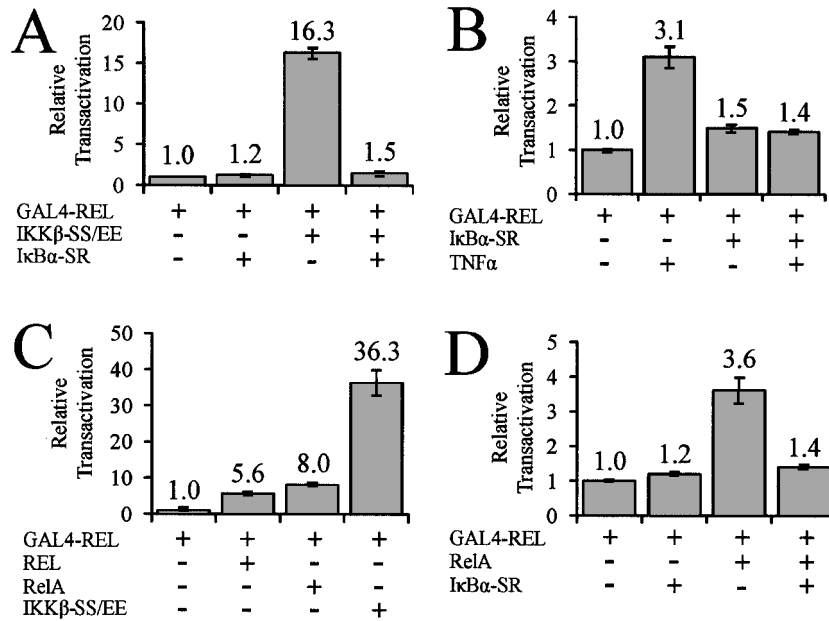 A
Relative
Transactivation
20
15
10
5
0
1.0
1.2
16.3
1.5
GAL4-REL + + + +
IKKβ-SS/EE - - + +
IκBα-SR - + - +
B
Relative
Transactivation
4
3
2
1
0
1.0
3.1
1.5
1.4
GAL4-REL + + + +
IκBα-SR - - + +
TNFα - + - +
C
Relative
Transactivation
50
40
30
20
10
0
1.0
5.6
8.0
36.3
GAL4-REL + + + +
REL - + - -
RelA - - + -
IKKβ-SS/EE - - - +
D
Relative
Transactivation
5
4
3
2
1
0
1.0
1.2
3.6
1.4
GAL4-REL + + + +
RelA - - + +
IκBα-SR - + - +